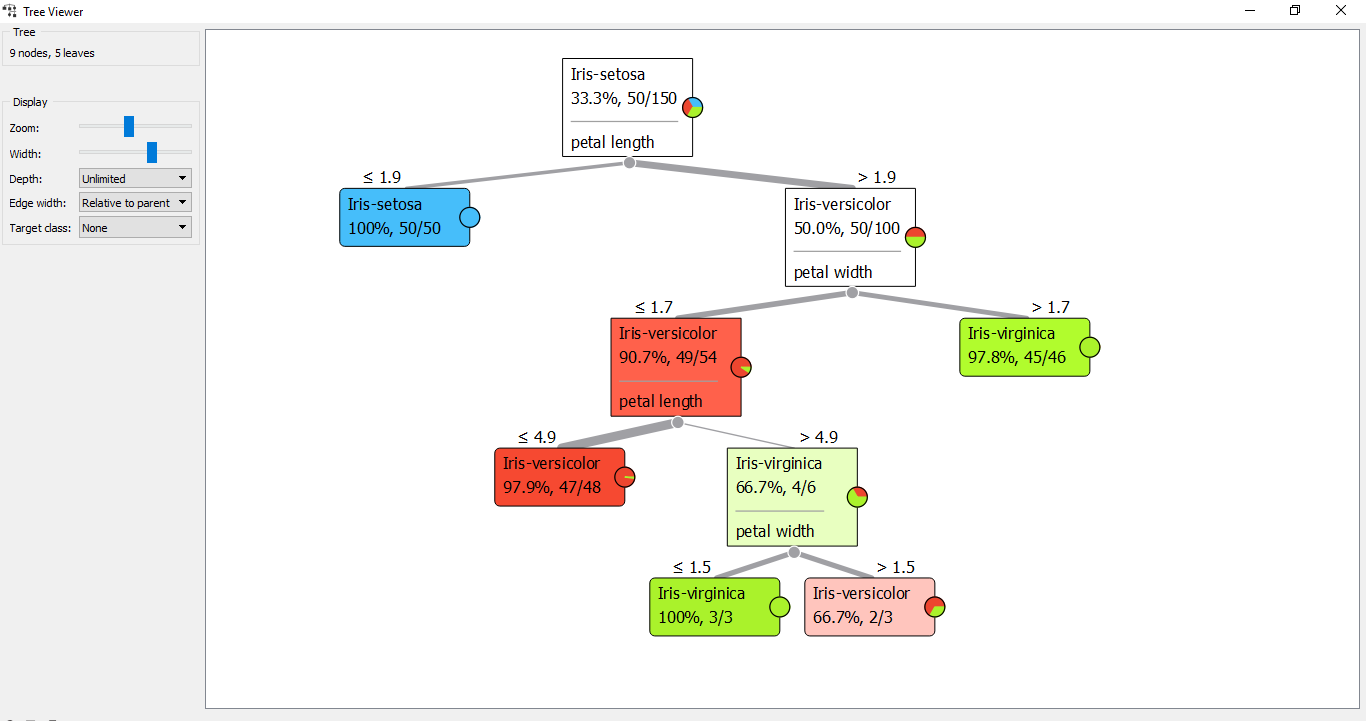 Tree Viewer
Tree
9 nodes, 5 leaves
Display
Zoom:
Width:
Depth: Unlimited
Edge width: Relative to parent
Target class: None
Iris-setosa
33.3%, 50/150
petal length
≤ 1.9
> 1.9
Iris-setosa
100%, 50/50
Iris-versicolor
50.0%, 50/100
petal width
≤ 1.7
> 1.7
Iris-versicolor
90.7%, 49/54
petal length
Iris-virginica
97.8%, 45/46
≤ 4.9
> 4.9
Iris-versicolor
97.9%, 47/48
Iris-virginica
66.7%, 4/6
petal width
≤ 1.5
> 1.5
Iris-virginica
100%, 3/3
Iris-versicolor
66.7%, 2/3